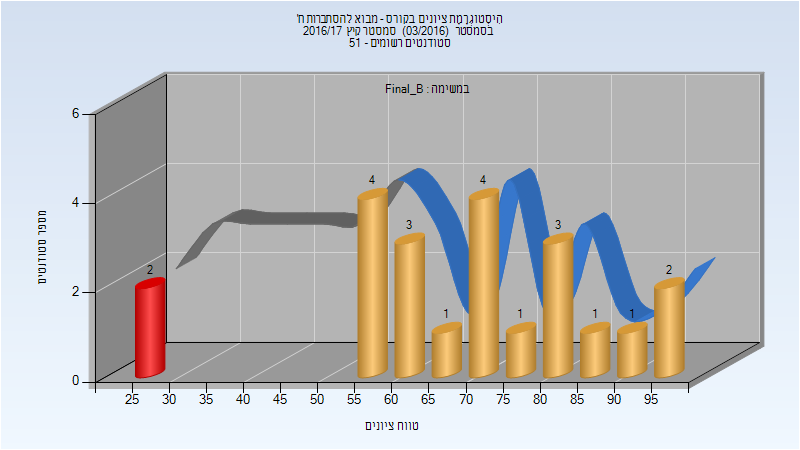 היסטוגרמת ציונים בקורס - מבוא להסתברות ח'
בסמסטר (03/2016) סמסטר קיץ 2016/17
סטודנטים רשומים - 51
במשימה : Final_B
מספר סטודנטים
6
4
2
0
2
4
3
1
4
1
3
1
1
2
25 30 35 40 45 50 55 60 65 70 75 80 85 90 95
טווח ציונים